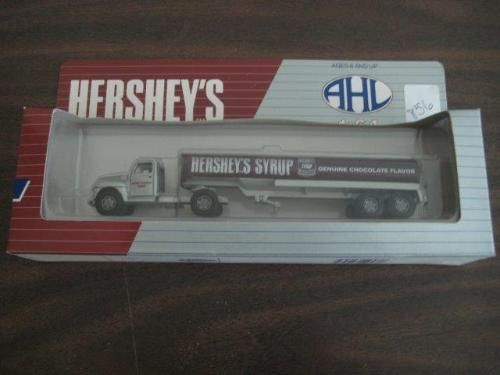 AGES 8 AND UP
HERSHEY'S
AHL
HERSHEY'S SYRUP
GENUINE CHOCOLATE FLAVOR